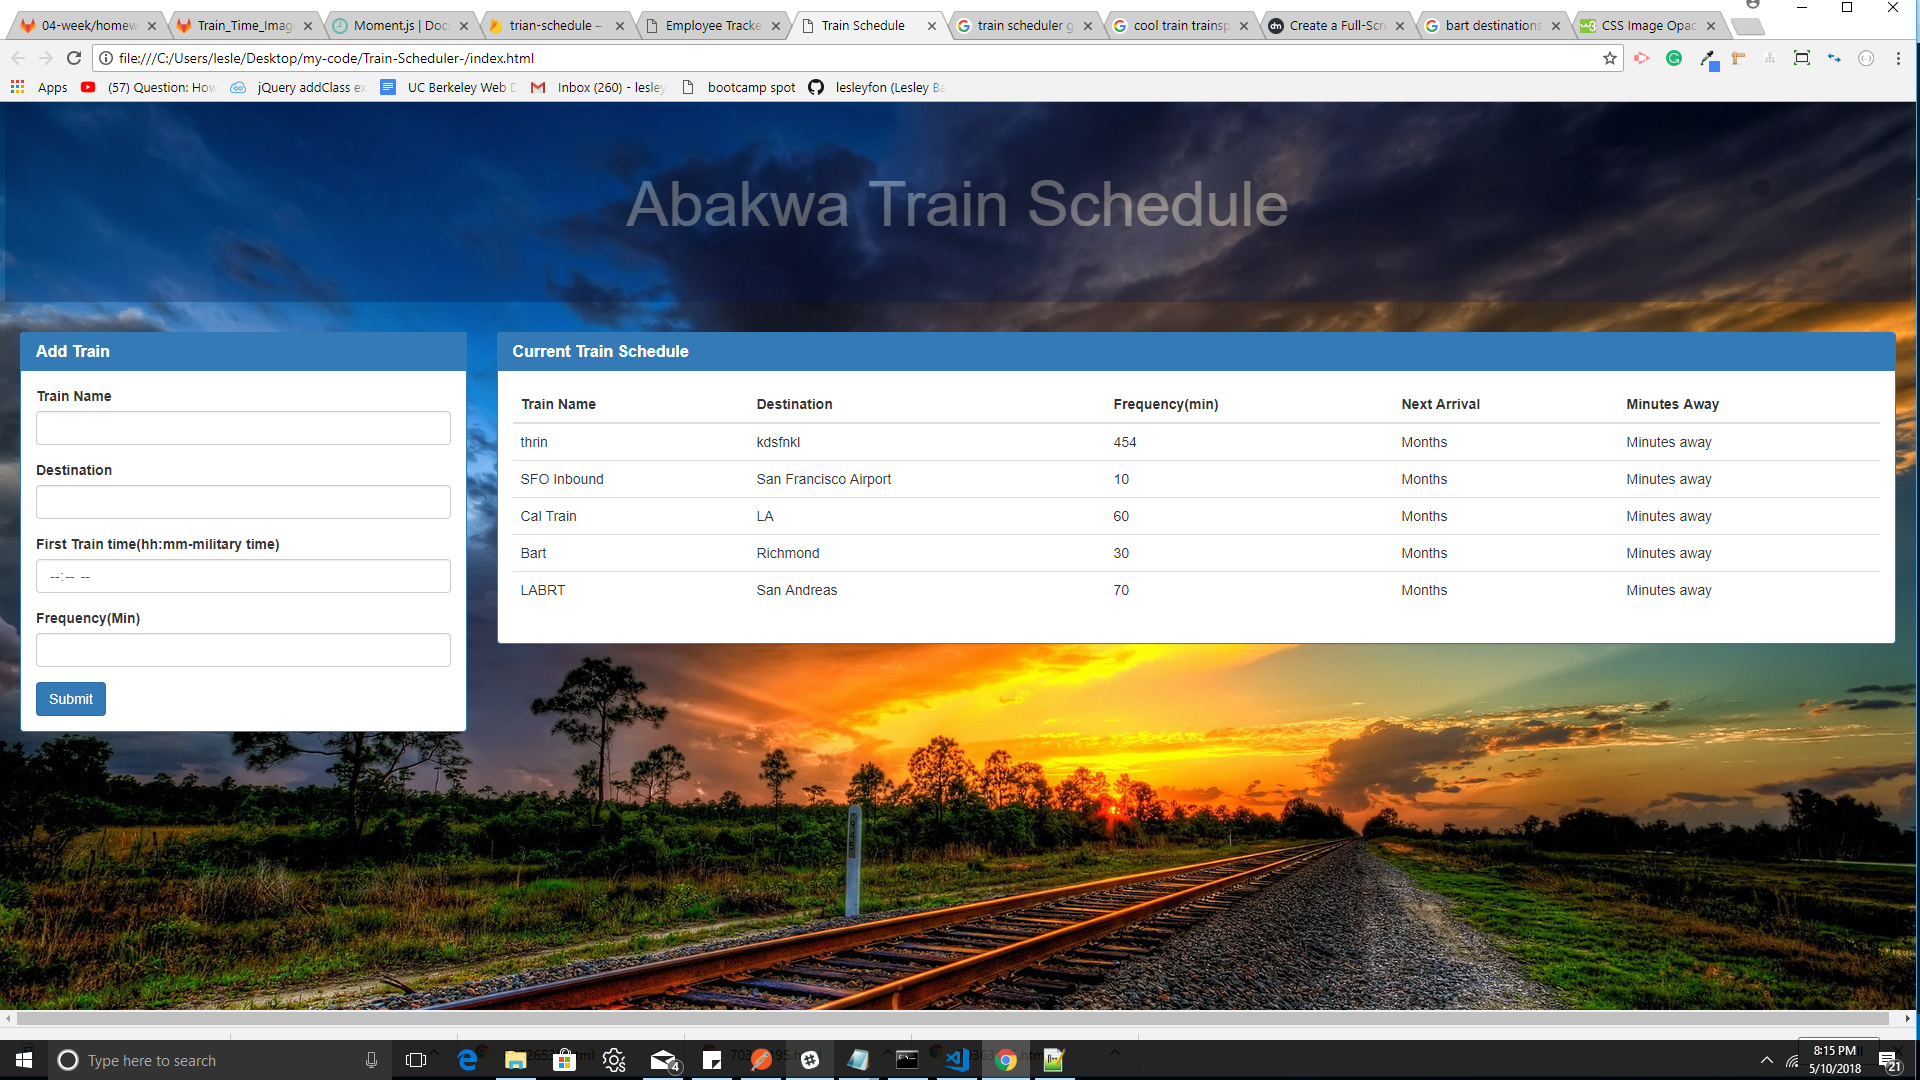 04-week/homew Train_Time_Imag Moment.js | Docs trian-schedule – Employee Tracke Train Schedule train scheduler g cool train transp Create a Full-Scre bart destinations CSS Image Opac
file:///C:/Users/lesle/Desktop/my-code/Train-Scheduler-/index.html
Apps (57) Question: How jQuery addClass ex UC Berkeley Web D Inbox (260) - lesley bootcamp spot lesleyfon (Lesley Ba
Abakwa Train Schedule
Add Train
Train Name
Destination
First Train time(hh:mm-military time)
--:-- --
Frequency(Min)
Submit
Current Train Schedule
Train Name Destination Frequency(min) Next Arrival Minutes Away
thrin kdsfnkl 454 Months Minutes away
SFO Inbound San Francisco Airport 10 Months Minutes away
Cal Train LA 60 Months Minutes away
Bart Richmond 30 Months Minutes away
LABRT San Andreas 70 Months Minutes away
945
Type here to search
4
8:15 PM
5/10/2018
21